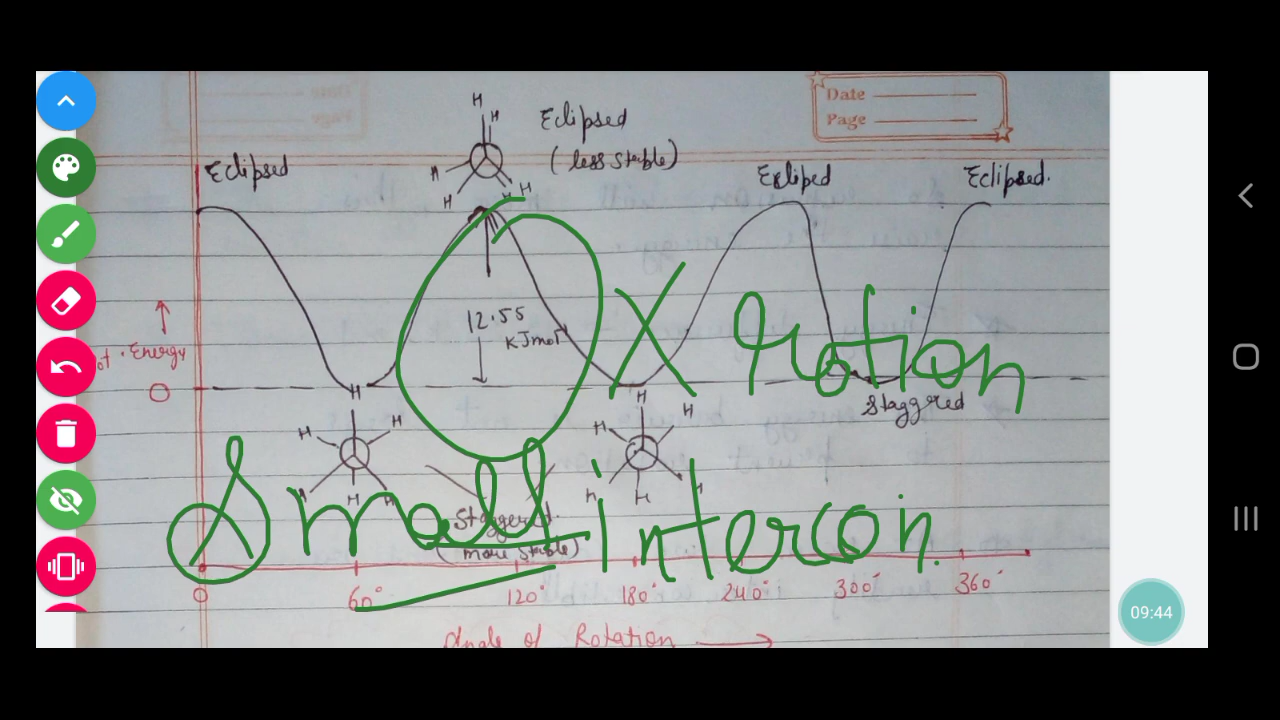 Date
Page
H
H
Eclipsed
(less stable)
H
H
H
H
Eclipsed
Eclipsed
Eclipsed.
12.55
KJmol
X Rotion
Pot. Energy
0
H
H
H
H
H
H
H
H
H
H
H
H
Staggered
Small intercon.
Staggered.
(more stable)
0
60°
120°
180°
240°
300°
360°
Angle of Rotation
09:44